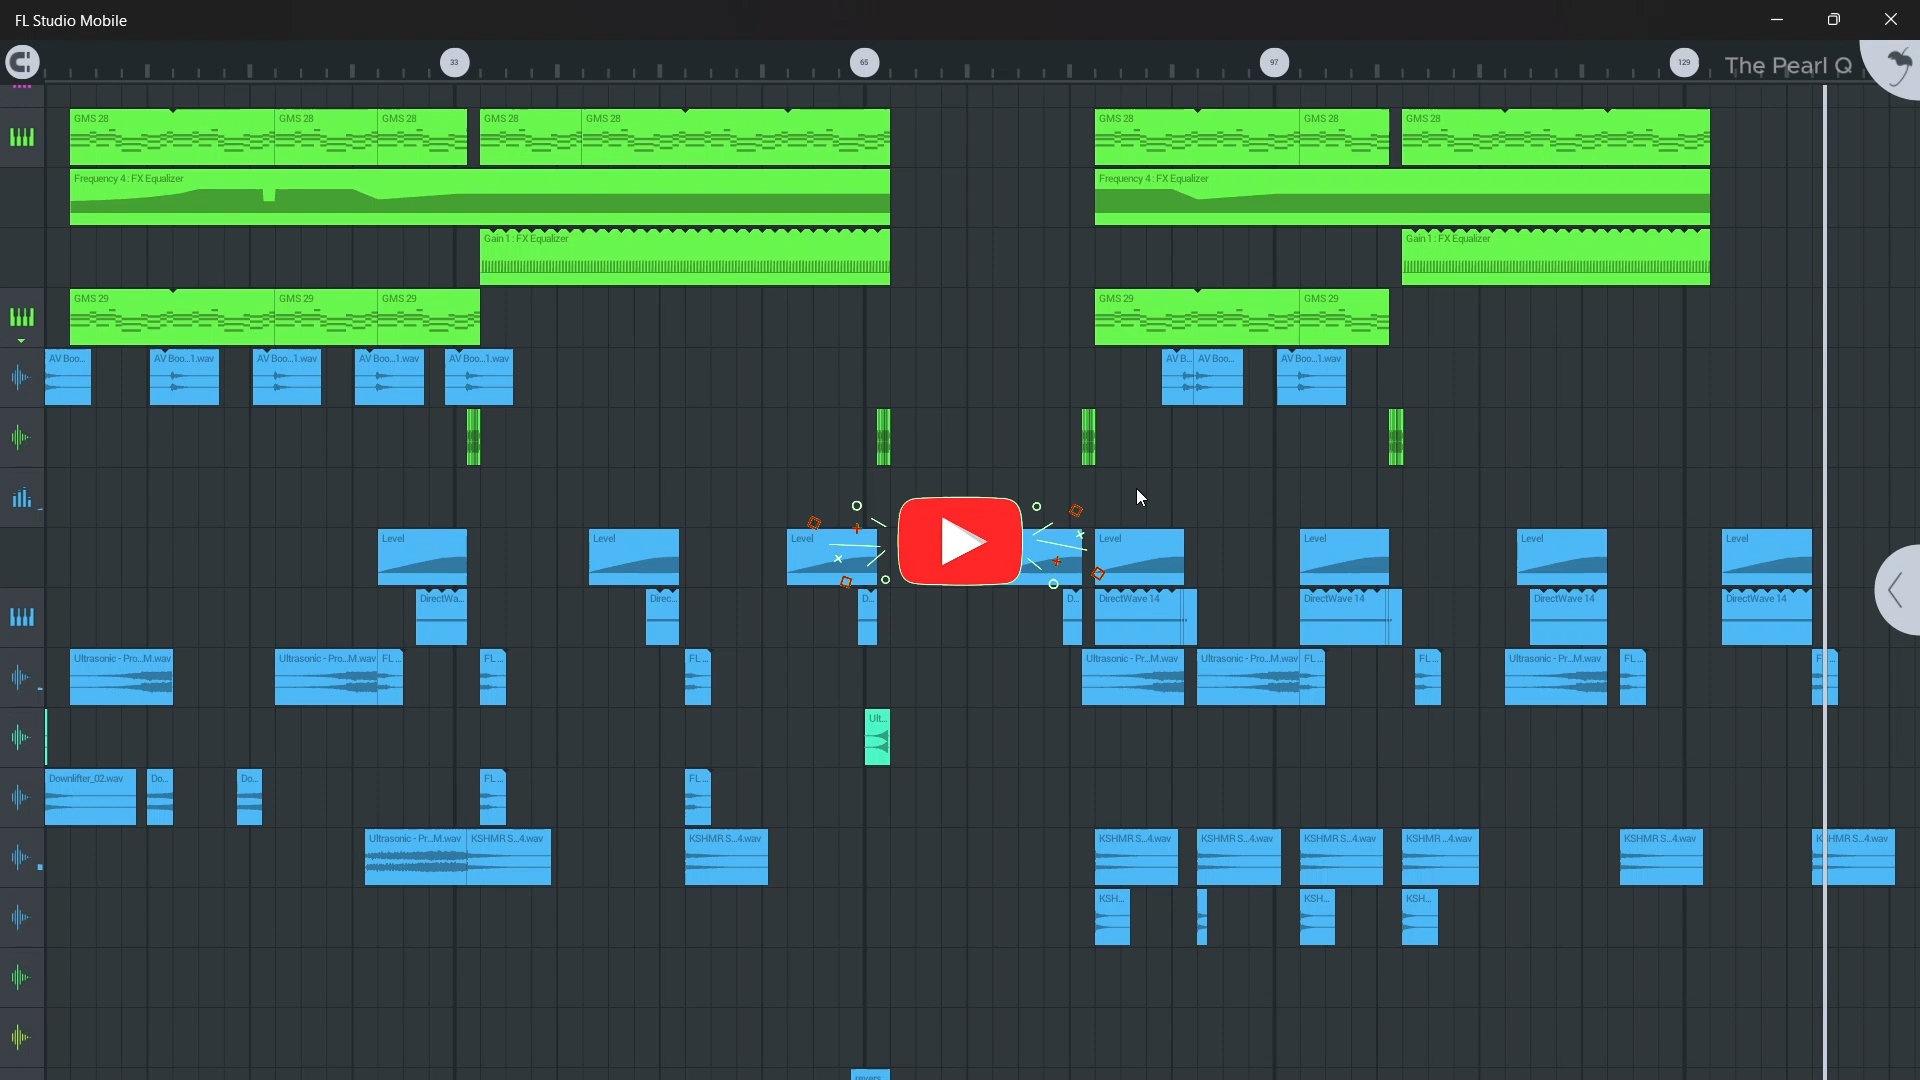 FL Studio Mobile
33 65 97 129 The Pearl Q
GMS 28 GMS 28 GMS 28 GMS 28 GMS 28 GMS 28 GMS 28 GMS 28
Frequency 4 : FX Equalizer Frequency 4 : FX Equalizer
Gain 1 : FX Equalizer Gain 1 : FX Equalizer
GMS 29 GMS 29 GMS 29 GMS 29 GMS 29
AV Boo... AV Boo...1.wav AV Boo...1.wav AV Boo...1.wav AV Boo...1.wav AV B... AV Boo... AV Boo...1.wav
Level Level Level Level Level Level Level
DirectWa... Direc... D... D... DirectWave 14 DirectWave 14 DirectWave 14 DirectWave 14
Ultrasonic - Pro...M.wav Ultrasonic - Pro...M.wav FL ... FL ... FL ... Ultrasonic - Pr...M.wav Ultrasonic - Pro...M.wav FL ... FL ... Ultrasonic - Pr...M.wav FL ...
Ult...
Downlifter_02.wav Do... Do... FL ... FL ...
Ultrasonic - Pr...M.wav KSHMR S...4.wav KSHMR S...4.wav KSHMR S...4.wav KSHMR S...4.wav KSHMR S...4.wav KSHMR ...4.wav KSHMR S...4.wav KSHMR S...4.wav
KSH... KSH... KSH...